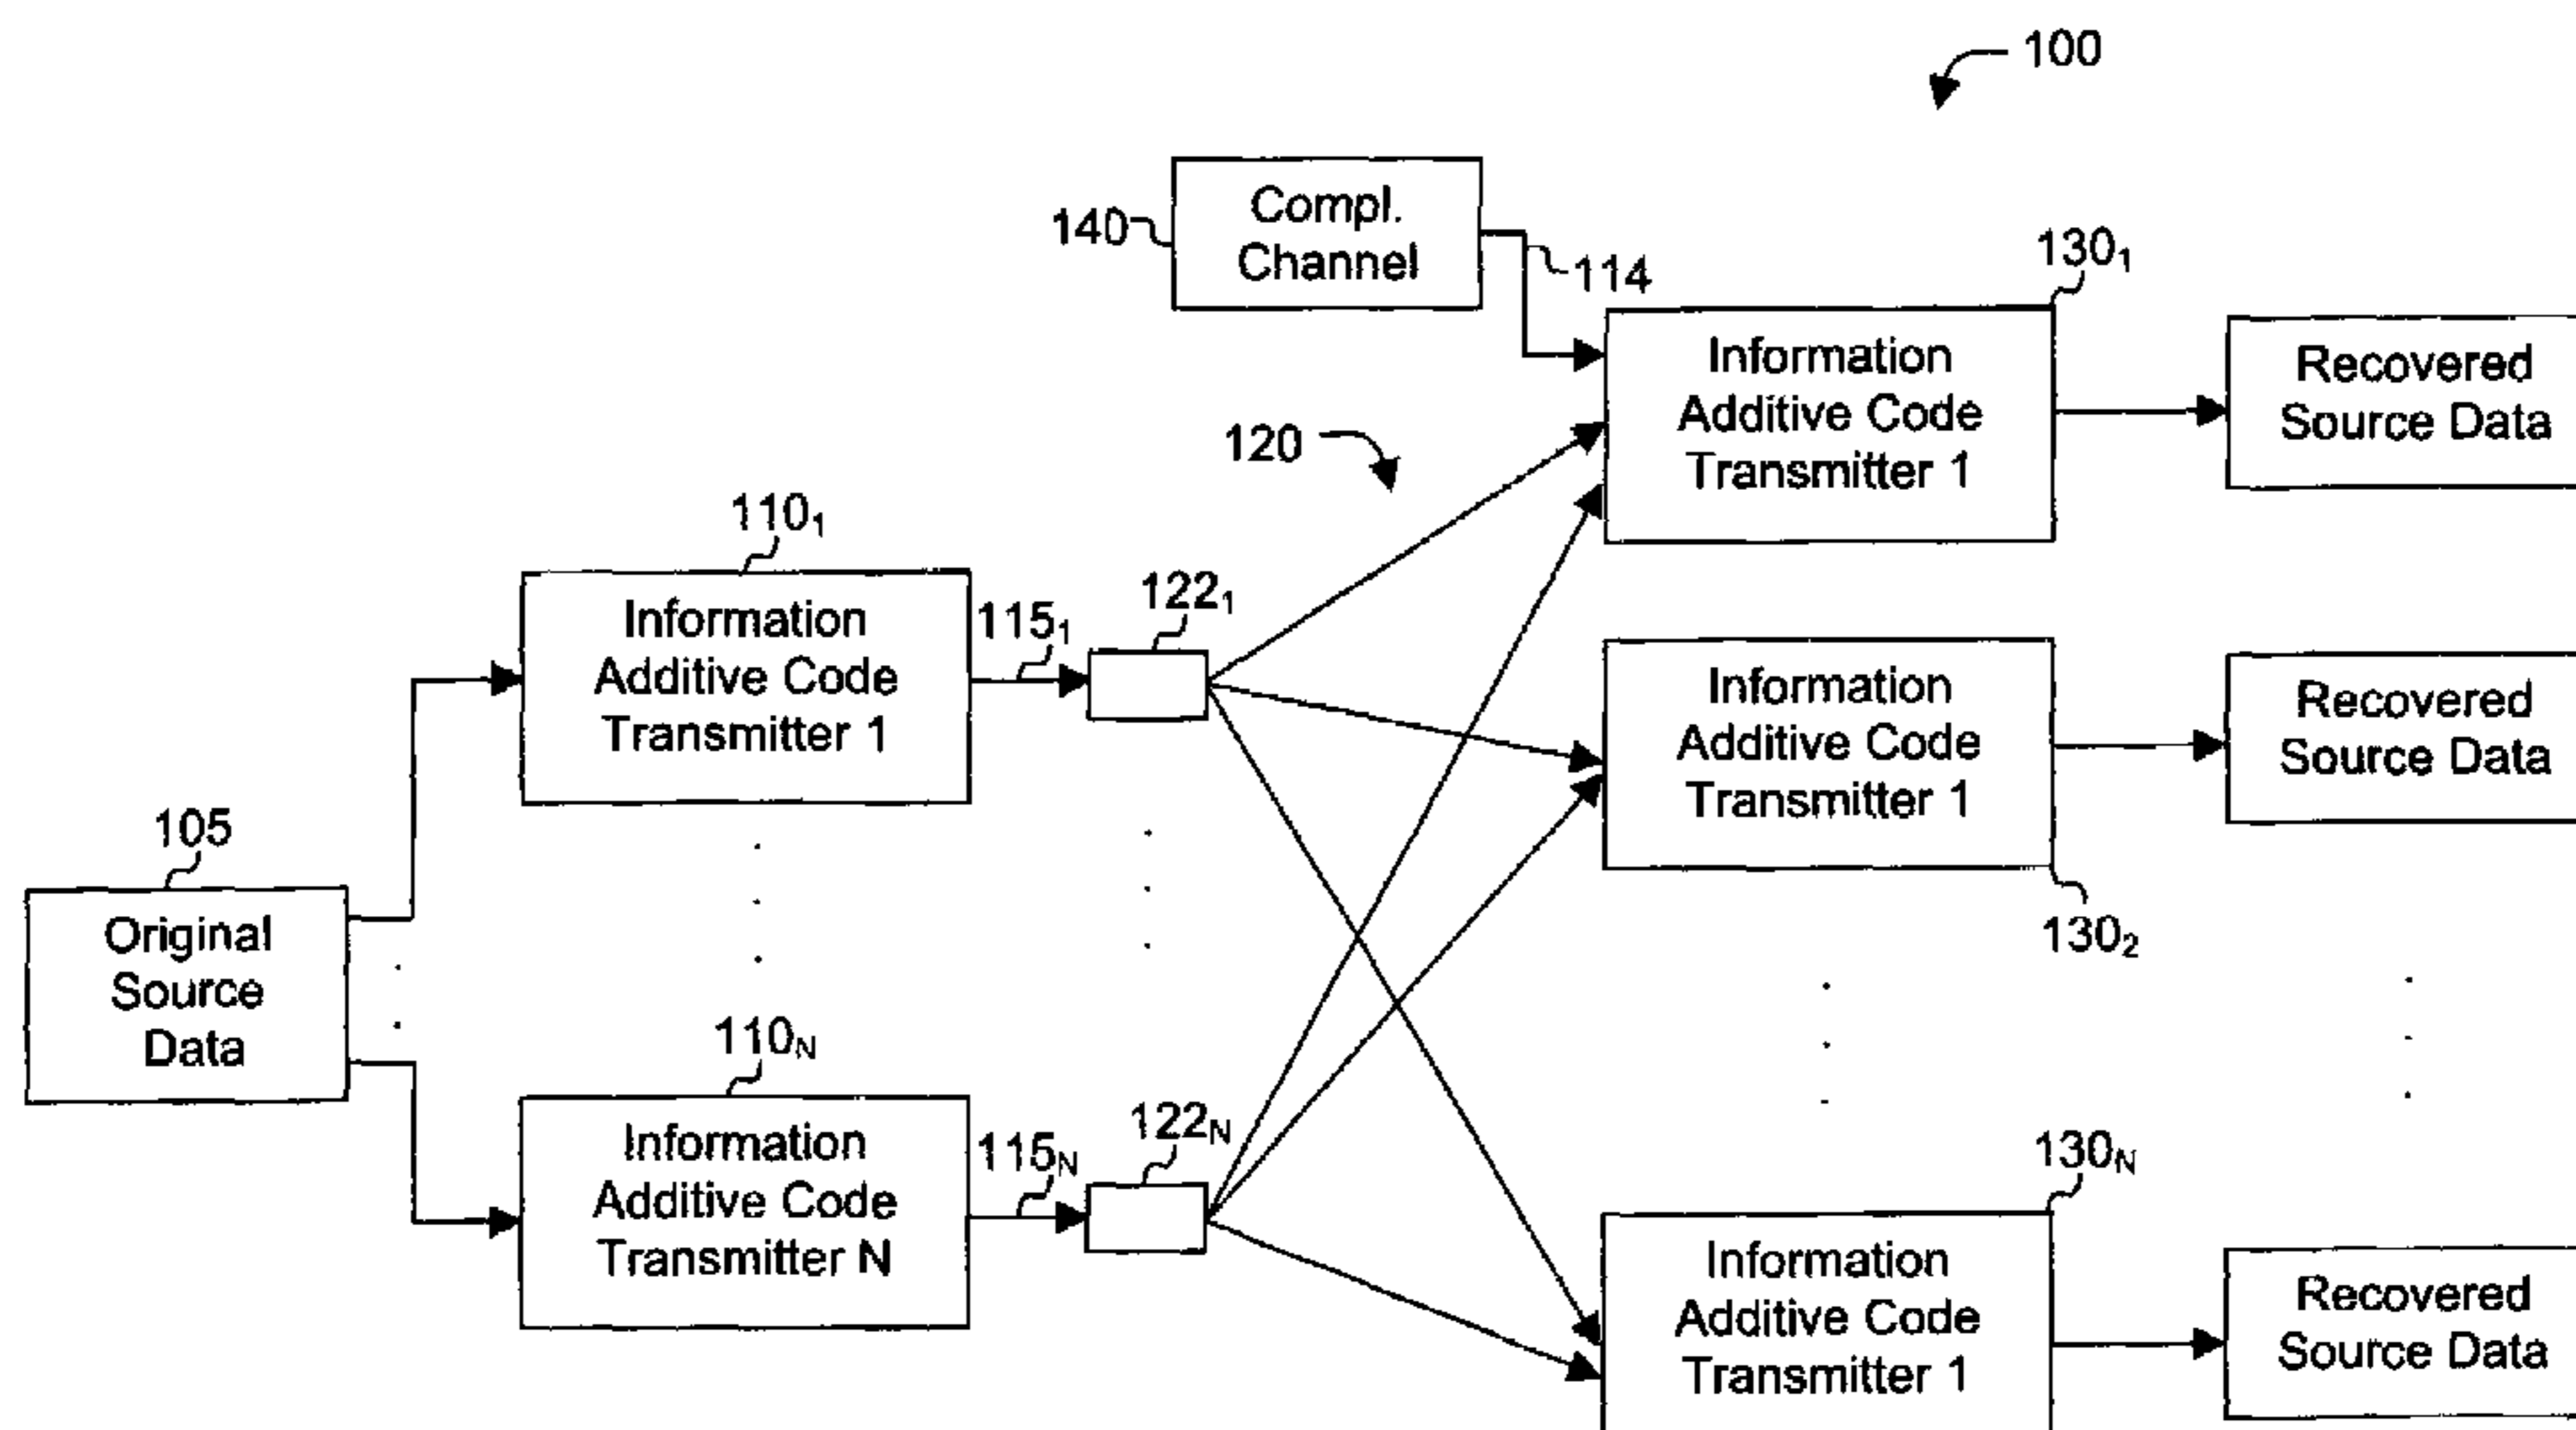 100
Compl.
Channel
140
114
130₁
Information
Additive Code
Transmitter 1
Recovered
Source Data
120
110₁
Information
Additive Code
Transmitter 1
115₁
122₁
Information
Additive Code
Transmitter 1
130₂
Recovered
Source Data
105
Original
Source
Data
110N
Information
Additive Code
Transmitter N
115N
122N
130N
Information
Additive Code
Transmitter 1
Recovered
Source Data